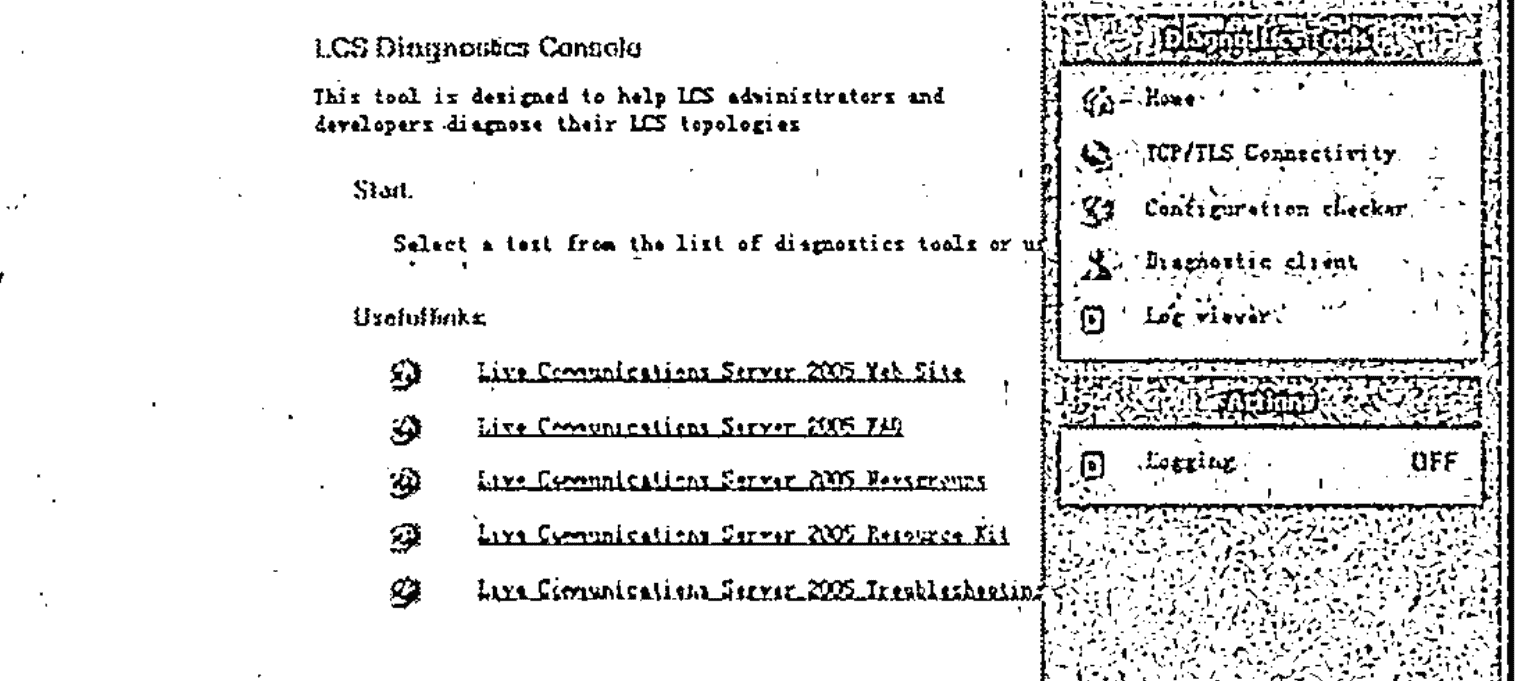 LCS Diagnostics Console
This tool is designed to help LCS administrators and
developers diagnose their LCS topologies
Start
Select a test from the list of diagnostics tools or us
Useful links
Live Communications Server 2005 Web Site
Live Communications Server 2005 FAQ
Live Communications Server 2005 Newsgroups
Live Communications Server 2005 Resource Kit
Live Communications Server 2005 Troubleshooting
Diagnostics Tools
Home
TCP/TLS Connectivity
Configuration checker
Diagnostic client
Log viewer
Actions
Logging OFF